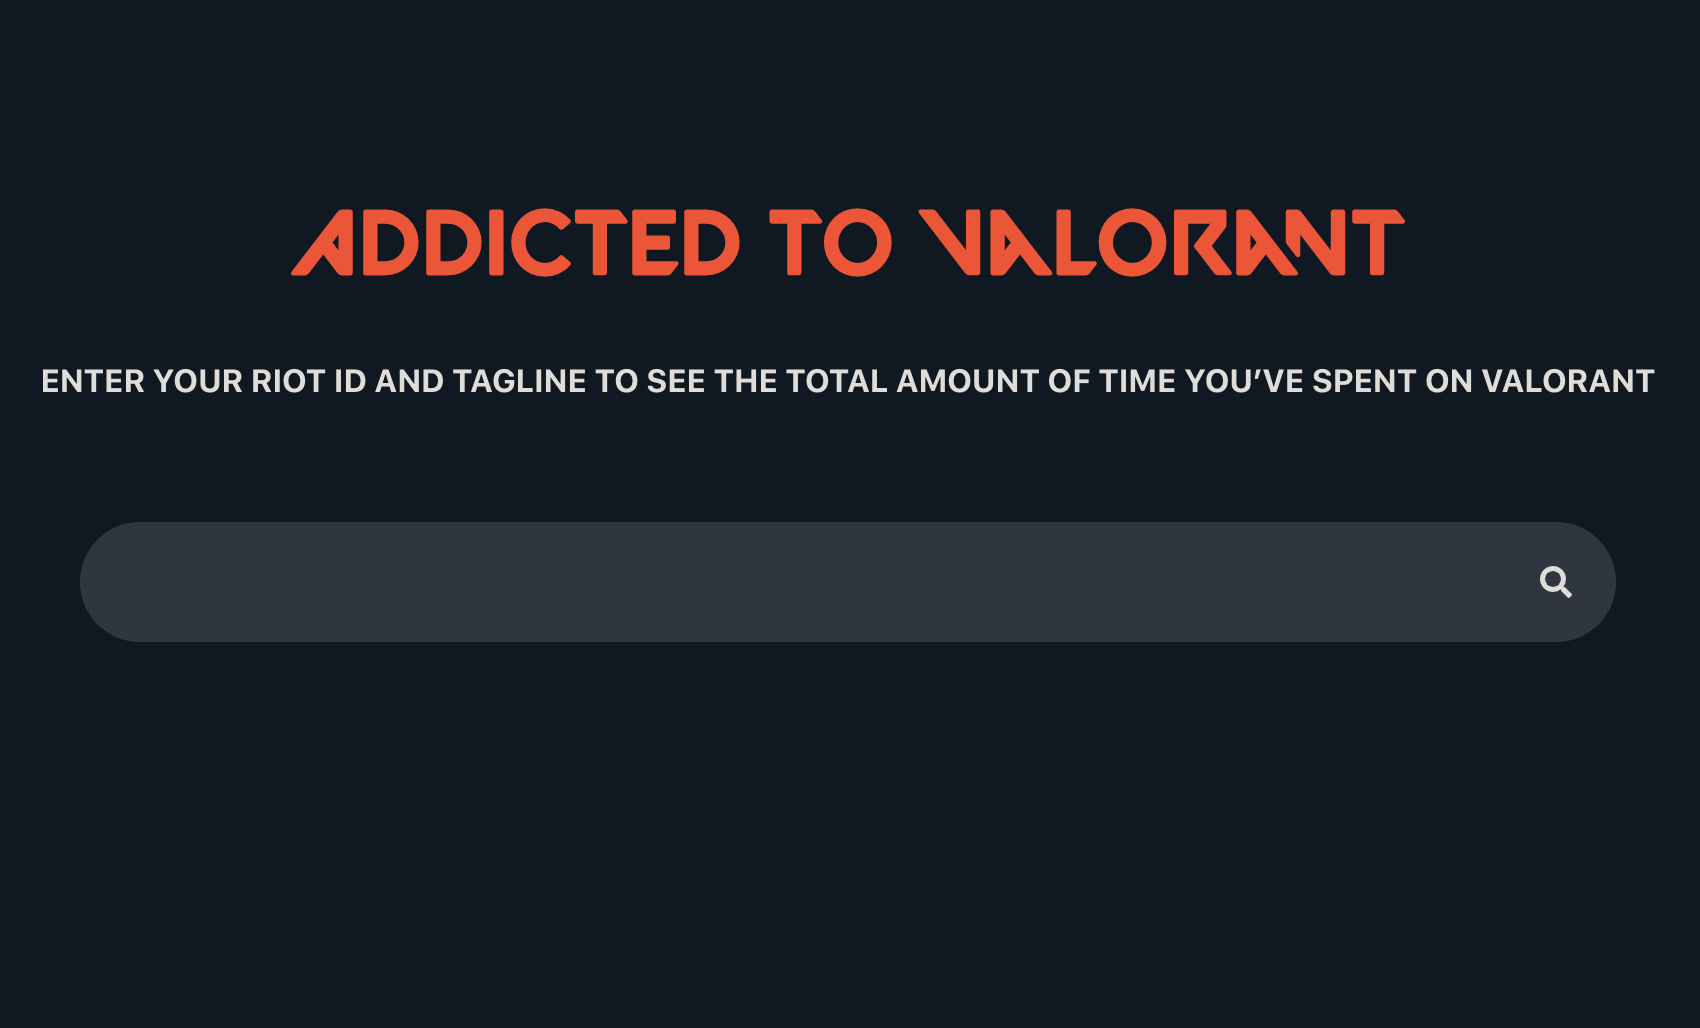 ADDICTED TO VALORANT
ENTER YOUR RIOT ID AND TAGLINE TO SEE THE TOTAL AMOUNT OF TIME YOU’VE SPENT ON VALORANT